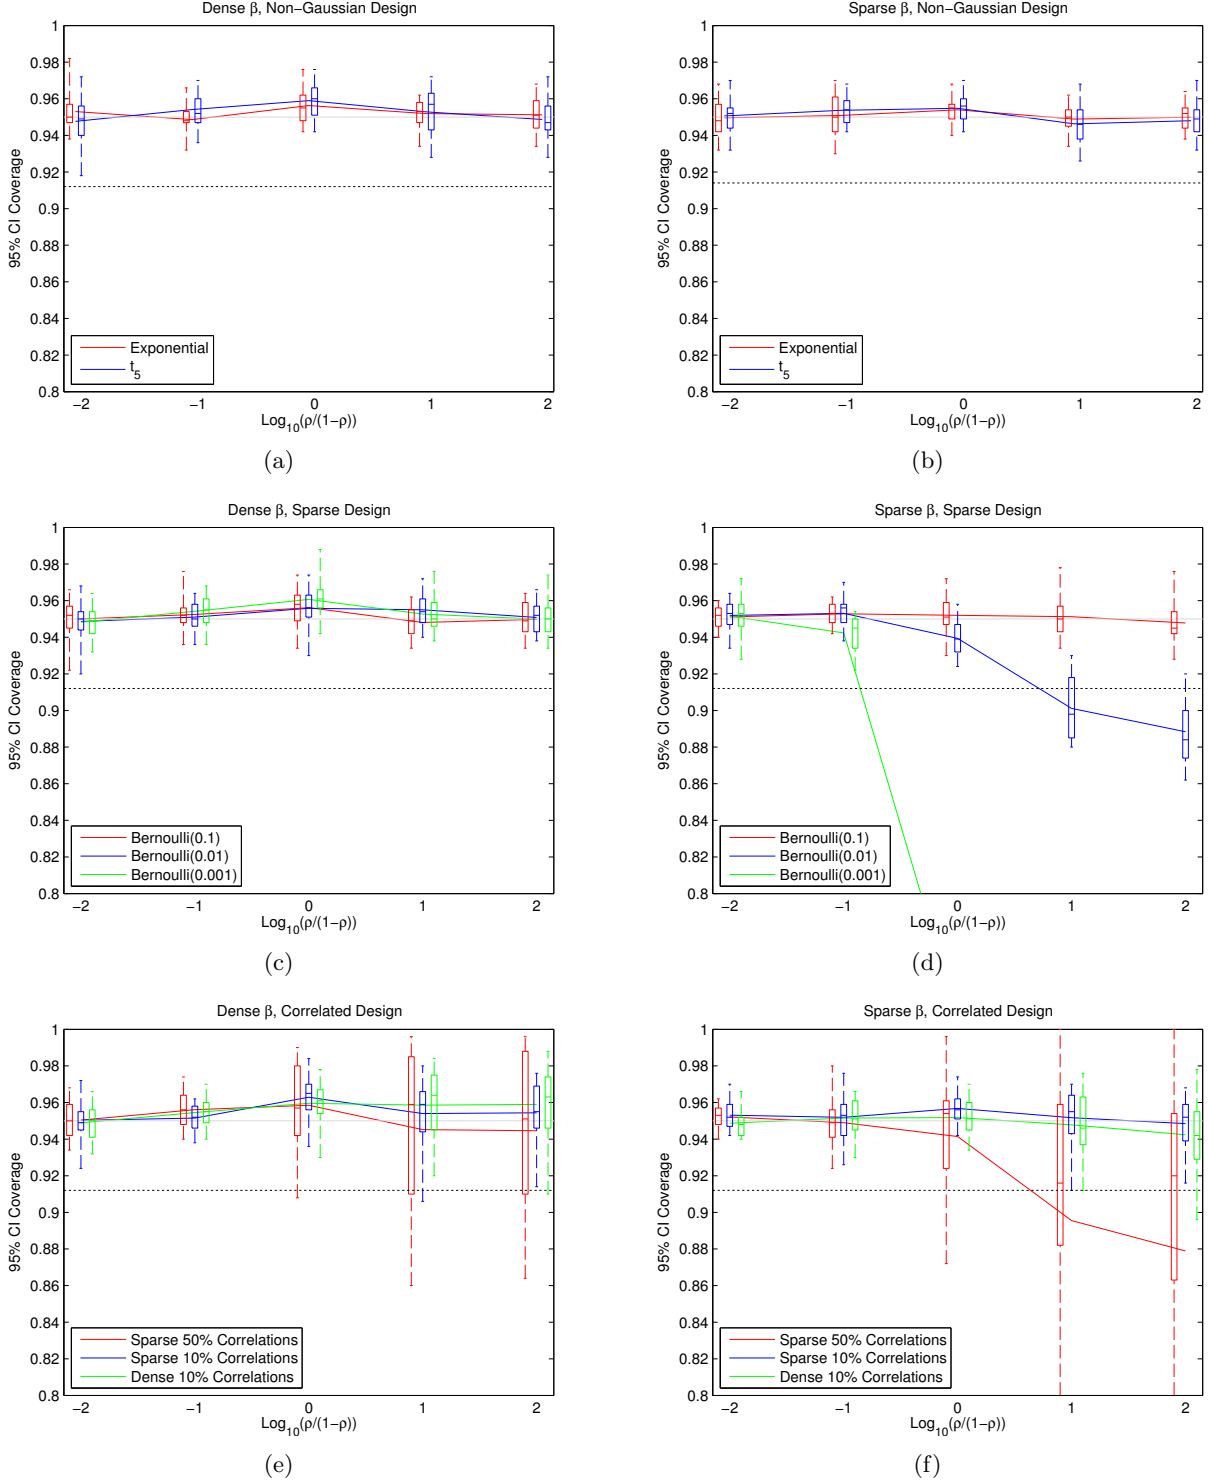 Dense β, Non−Gaussian Design
1
0.98
0.96
0.94
0.92
0.9
0.88
0.86
0.84
0.82
0.8
95% CI Coverage
Exponential
t5
−2 −1 0 1 2
Log10(ρ/(1−ρ))
(a)
Sparse β, Non−Gaussian Design
1
0.98
0.96
0.94
0.92
0.9
0.88
0.86
0.84
0.82
0.8
95% CI Coverage
Exponential
t5
−2 −1 0 1 2
Log10(ρ/(1−ρ))
(b)
Dense β, Sparse Design
1
0.98
0.96
0.94
0.92
0.9
0.88
0.86
0.84
0.82
0.8
95% CI Coverage
Bernoulli(0.1)
Bernoulli(0.01)
Bernoulli(0.001)
−2 −1 0 1 2
Log10(ρ/(1−ρ))
(c)
Sparse β, Sparse Design
1
0.98
0.96
0.94
0.92
0.9
0.88
0.86
0.84
0.82
0.8
95% CI Coverage
Bernoulli(0.1)
Bernoulli(0.01)
Bernoulli(0.001)
−2 −1 0 1 2
Log10(ρ/(1−ρ))
(d)
Dense β, Correlated Design
1
0.98
0.96
0.94
0.92
0.9
0.88
0.86
0.84
0.82
0.8
95% CI Coverage
Sparse 50% Correlations
Sparse 10% Correlations
Dense 10% Correlations
−2 −1 0 1 2
Log10(ρ/(1−ρ))
(e)
Sparse β, Correlated Design
1
0.98
0.96
0.94
0.92
0.9
0.88
0.86
0.84
0.82
0.8
95% CI Coverage
Sparse 50% Correlations
Sparse 10% Correlations
Dense 10% Correlations
−2 −1 0 1 2
Log10(ρ/(1−ρ))
(f)